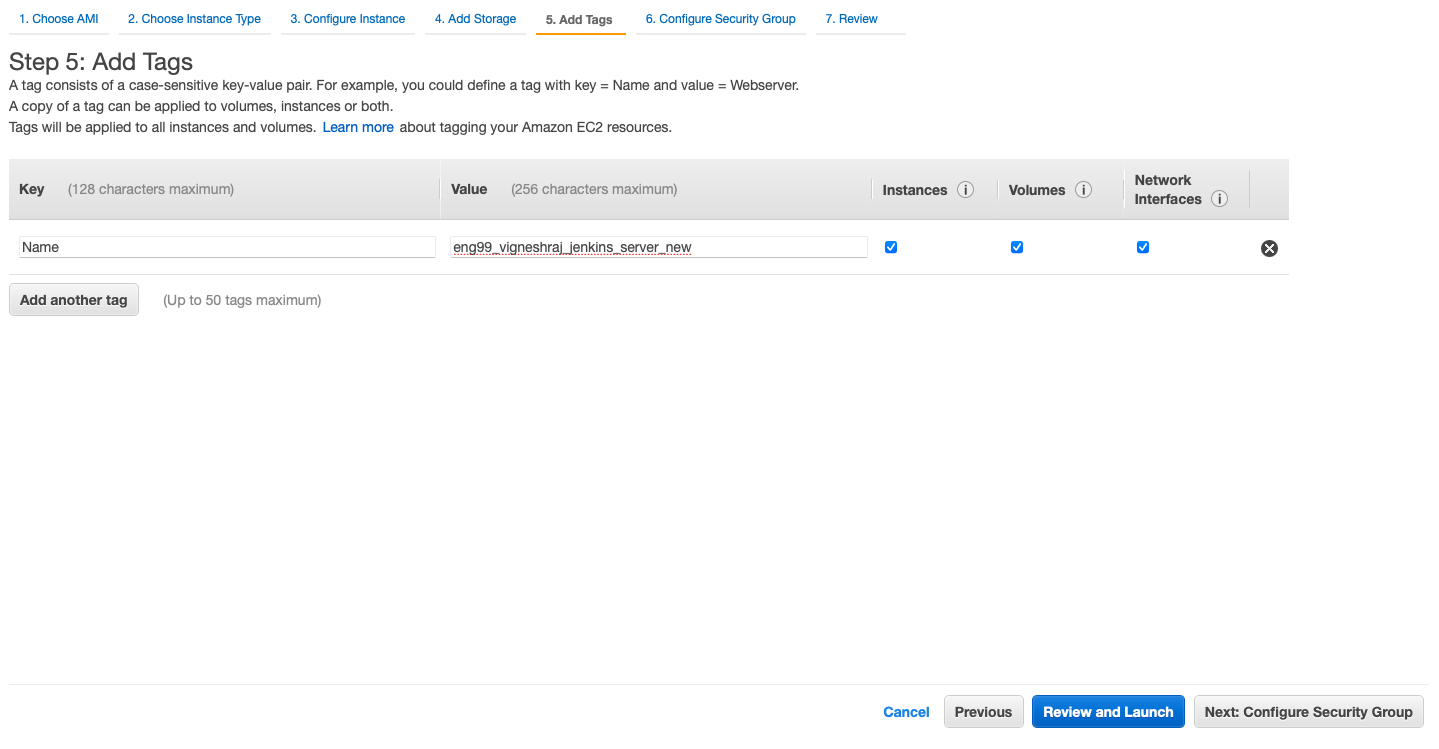 1. Choose AMI 2. Choose Instance Type 3. Configure Instance 4. Add Storage 5. Add Tags 6. Configure Security Group 7. Review
Step 5: Add Tags
A tag consists of a case-sensitive key-value pair. For example, you could define a tag with key = Name and value = Webserver.
A copy of a tag can be applied to volumes, instances or both.
Tags will be applied to all instances and volumes. Learn more about tagging your Amazon EC2 resources.
Key (128 characters maximum) Value (256 characters maximum) Instances i Volumes i Network Interfaces i
Name eng99_vigneshraj_jenkins_server_new
Add another tag (Up to 50 tags maximum)
Cancel Previous Review and Launch Next: Configure Security Group